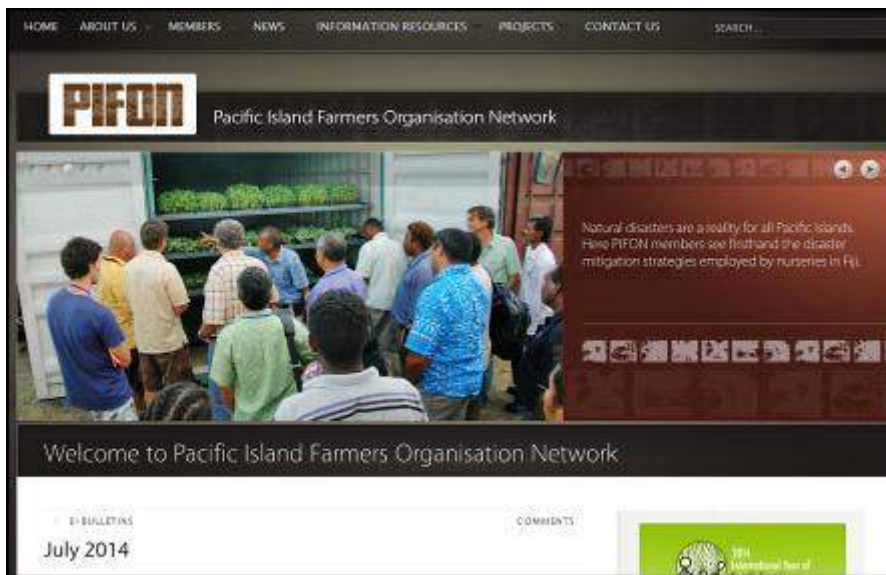 HOME ABOUT US MEMBERS NEWS INFORMATION RESOURCES PROJECTS CONTACT US SEARCH...
PIFON
Pacific Island Farmers Organisation Network
Natural disasters are a reality for all Pacific Islands.
Here PIFON members see firsthand the disaster
mitigation strategies employed by nurseries in Fiji.
Welcome to Pacific Island Farmers Organisation Network
E-BULLETINS COMMENTS
July 2014
2014
International Year of